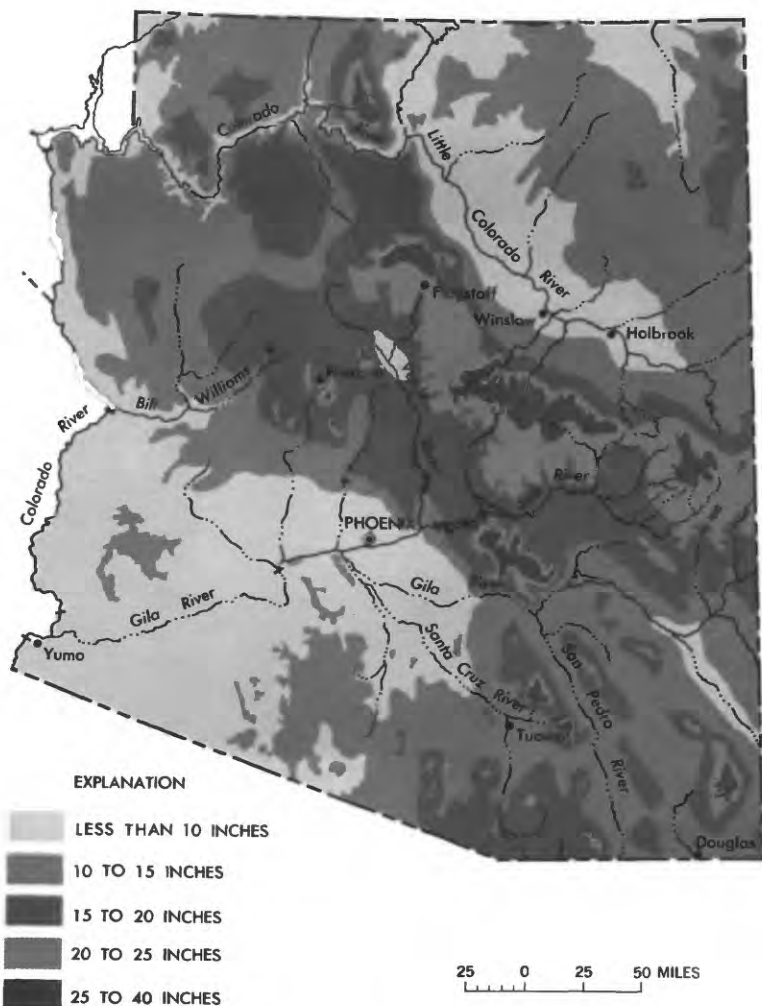 Colorado
River
Little
Colorado
River
Flagstaff
Winslow
Holbrook
Bill Williams
Colorado River
River
PHOENIX
Gila River
Gila
Santa Cruz River
San Pedro River
Yuma
Tucson
Douglas
EXPLANATION
LESS THAN 10 INCHES
10 TO 15 INCHES
15 TO 20 INCHES
20 TO 25 INCHES
25 TO 40 INCHES
25 0 25 50 MILES